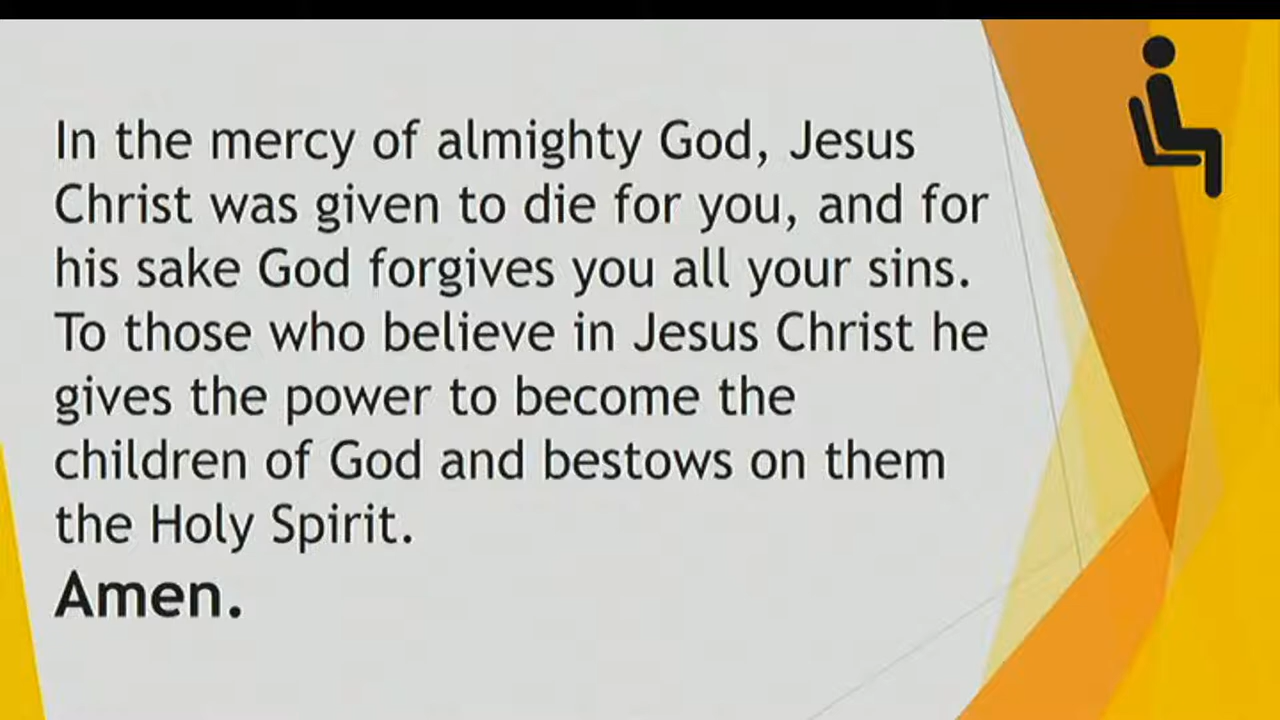 In the mercy of almighty God, Jesus
Christ was given to die for you, and for
his sake God forgives you all your sins.
To those who believe in Jesus Christ he
gives the power to become the
children of God and bestows on them
the Holy Spirit.
Amen.